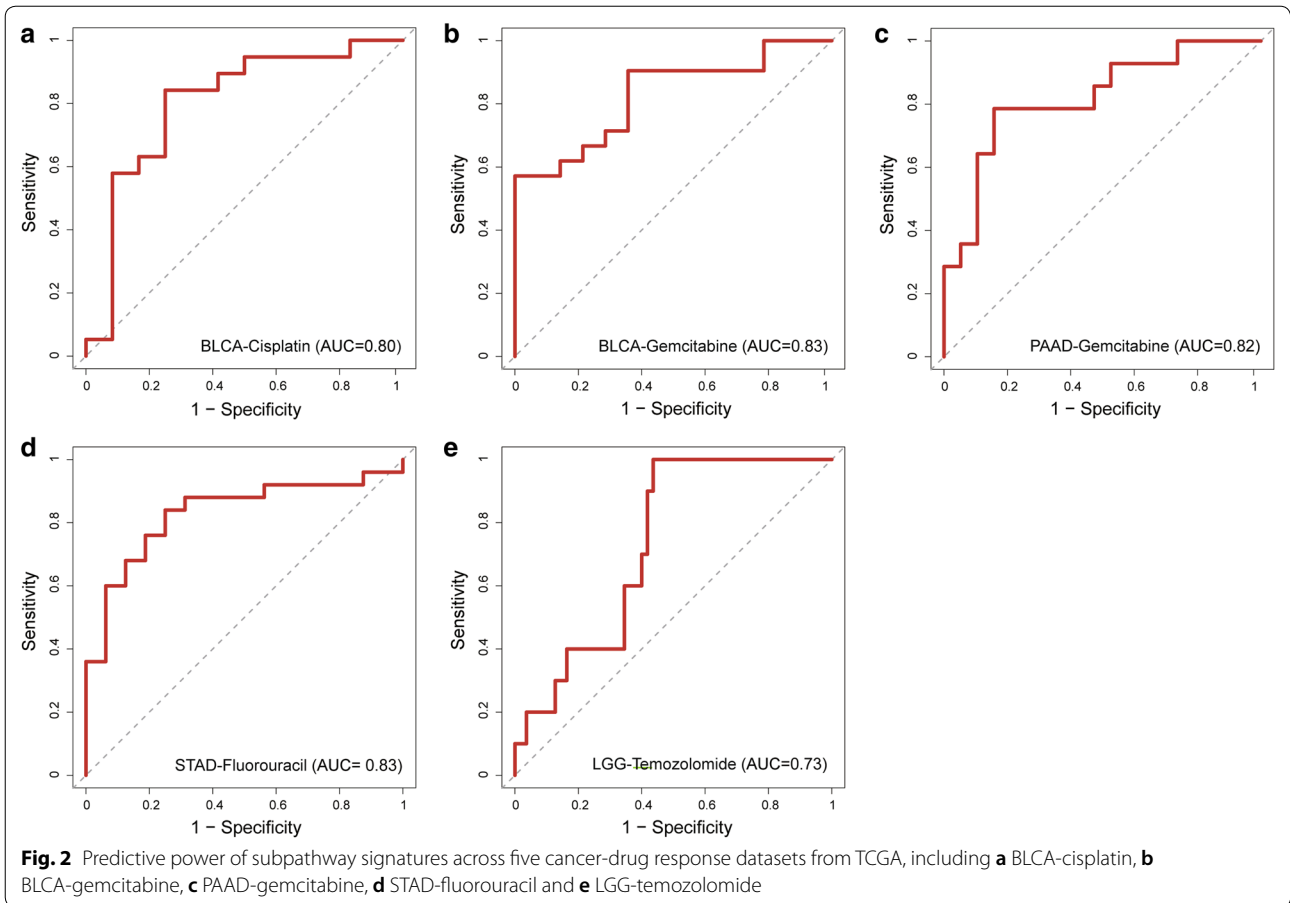 a
1
0.8
0.6
0.4
0.2
0
Sensitivity
BLCA-Cisplatin (AUC=0.80)
0 0.2 0.4 0.6 0.8 1
1 − Specificity
b
1
0.8
0.6
0.4
0.2
0
Sensitivity
BLCA-Gemcitabine (AUC=0.83)
0 0.2 0.4 0.6 0.8 1
1 − Specificity
c
1
0.8
0.6
0.4
0.2
0
Sensitivity
PAAD-Gemcitabine (AUC=0.82)
0 0.2 0.4 0.6 0.8 1
1 − Specificity
d
1
0.8
0.6
0.4
0.2
0
Sensitivity
STAD-Fluorouracil (AUC= 0.83)
0 0.2 0.4 0.6 0.8 1
1 − Specificity
e
1
0.8
0.6
0.4
0.2
0
Sensitivity
LGG-Temozolomide (AUC=0.73)
0 0.2 0.4 0.6 0.8 1
1 − Specificity
Fig. 2 Predictive power of subpathway signatures across five cancer-drug response datasets from TCGA, including a BLCA-cisplatin, b
BLCA-gemcitabine, c PAAD-gemcitabine, d STAD-fluorouracil and e LGG-temozolomide